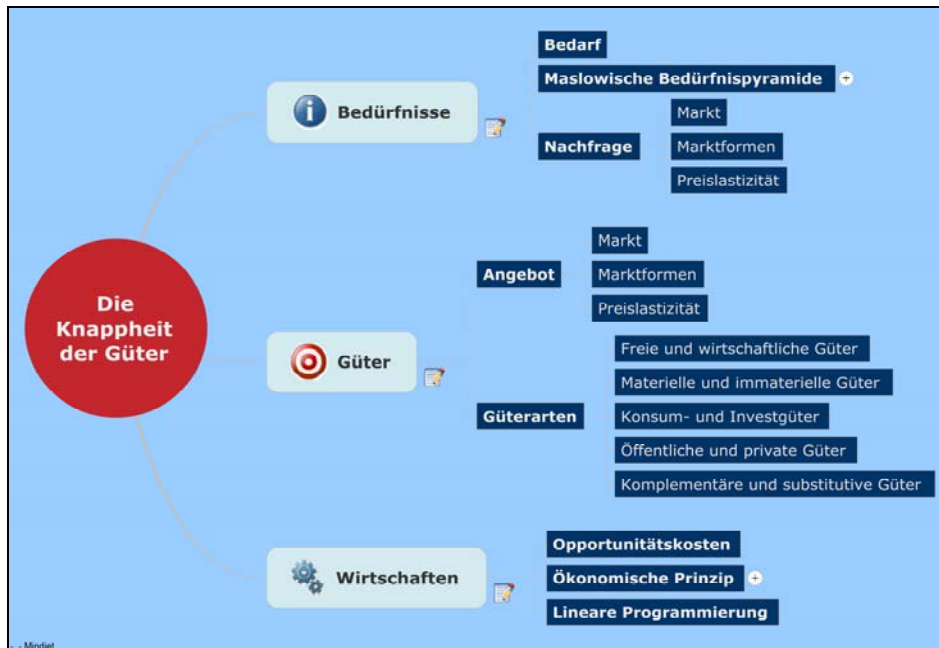 Bedarf
Maslowische Bedürfnispyramide
Bedürfnisse
Markt
Nachfrage
Marktformen
Preislastizität
Markt
Angebot
Marktformen
Preislastizität
Die
Knappheit
der Güter
Güter
Freie und wirtschaftliche Güter
Materielle und immaterielle Güter
Güterarten
Konsum- und Investgüter
Öffentliche und private Güter
Komplementäre und substitutive Güter
Opportunitätskosten
Wirtschaften
Ökonomische Prinzip
Lineare Programmierung